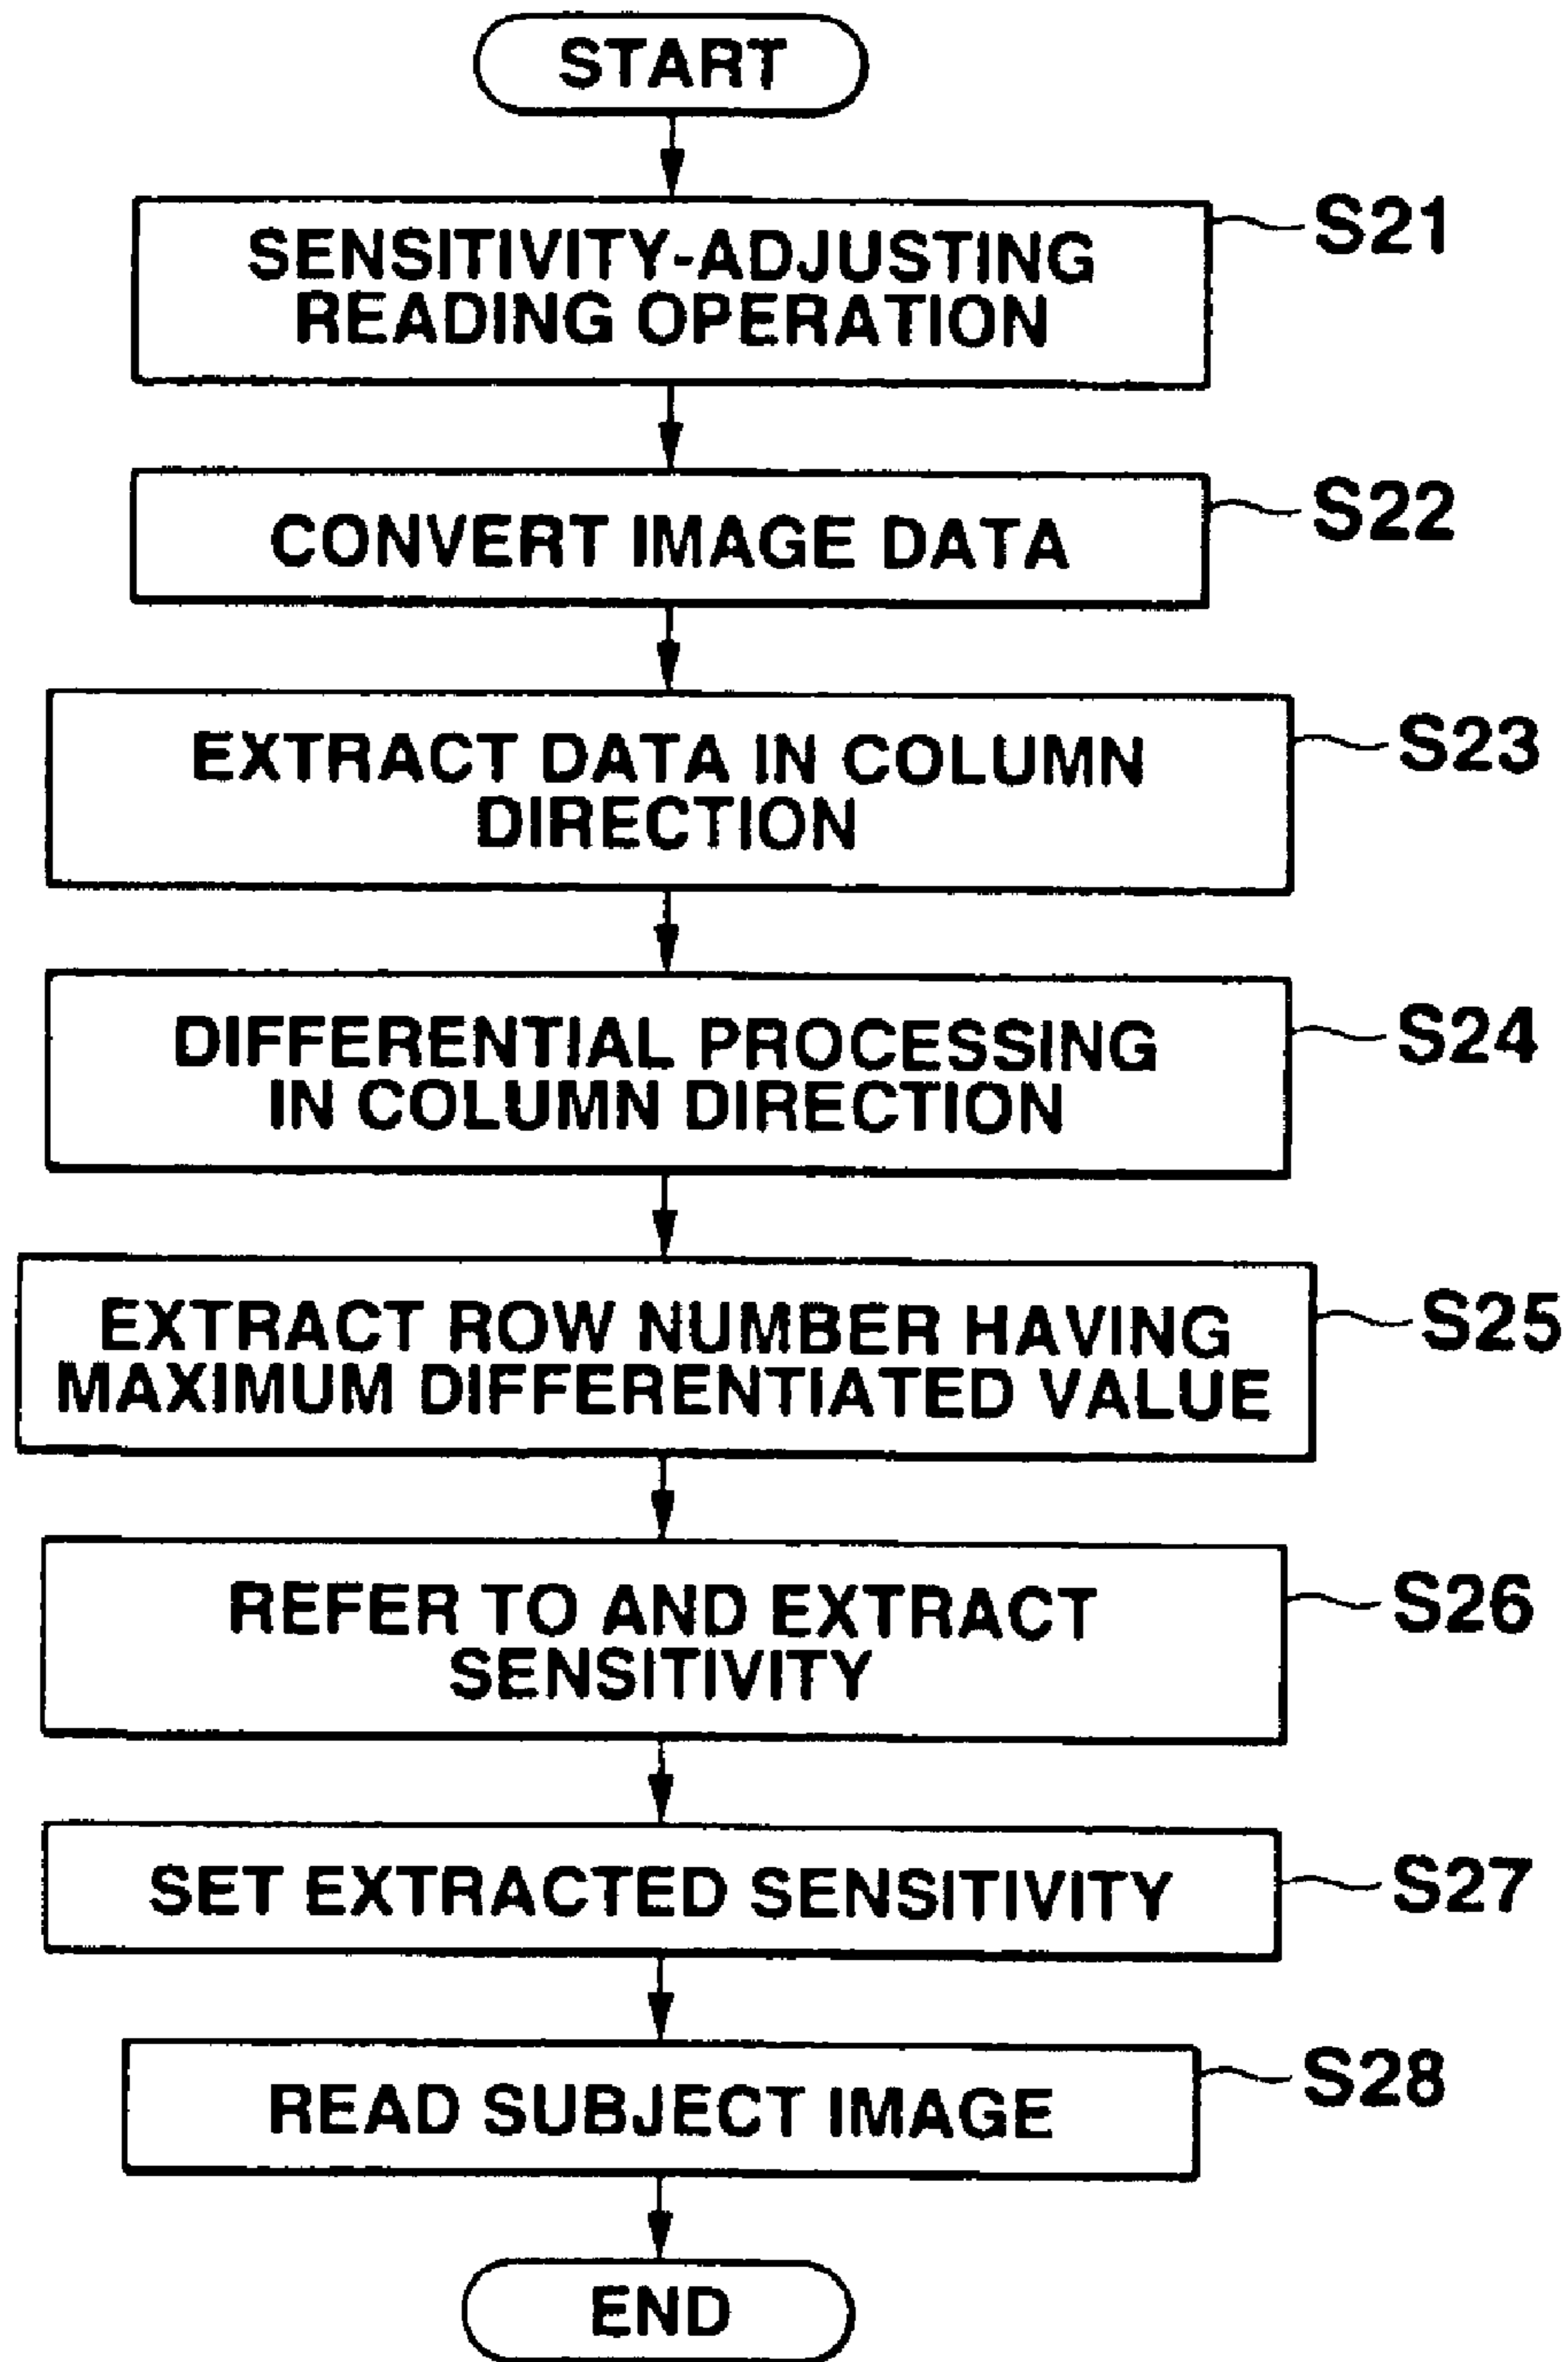 START
SENSITIVITY-ADJUSTING
READING OPERATION
S21
CONVERT IMAGE DATA
S22
EXTRACT DATA IN COLUMN
DIRECTION
S23
DIFFERENTIAL PROCESSING
IN COLUMN DIRECTION
S24
EXTRACT ROW NUMBER HAVING
MAXIMUM DIFFERENTIATED VALUE
S25
REFER TO AND EXTRACT
SENSITIVITY
S26
SET EXTRACTED SENSITIVITY
S27
READ SUBJECT IMAGE
S28
END